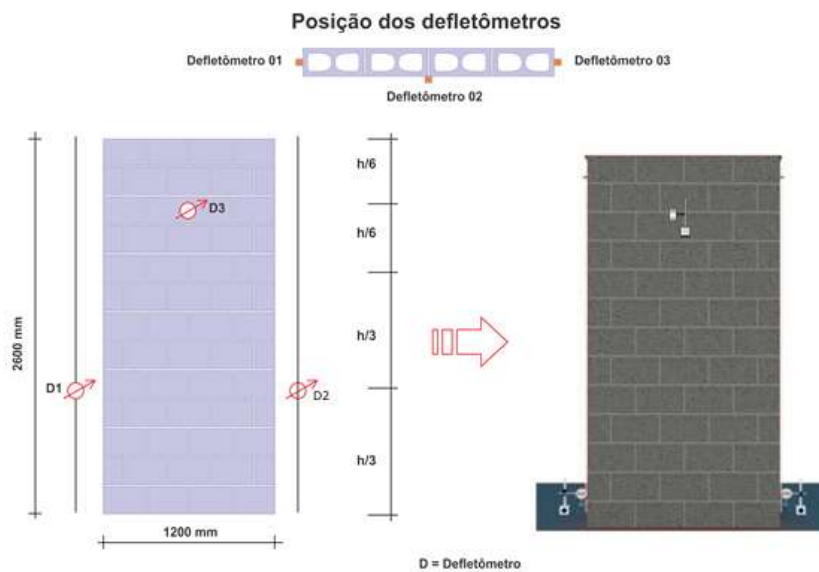 Posição dos defletômetros
Defletômetro 01
Defletômetro 03
Defletômetro 02
h/6
D3
h/6
2600 mm
h/3
D1
D2
h/3
1200 mm
D = Defletômetro